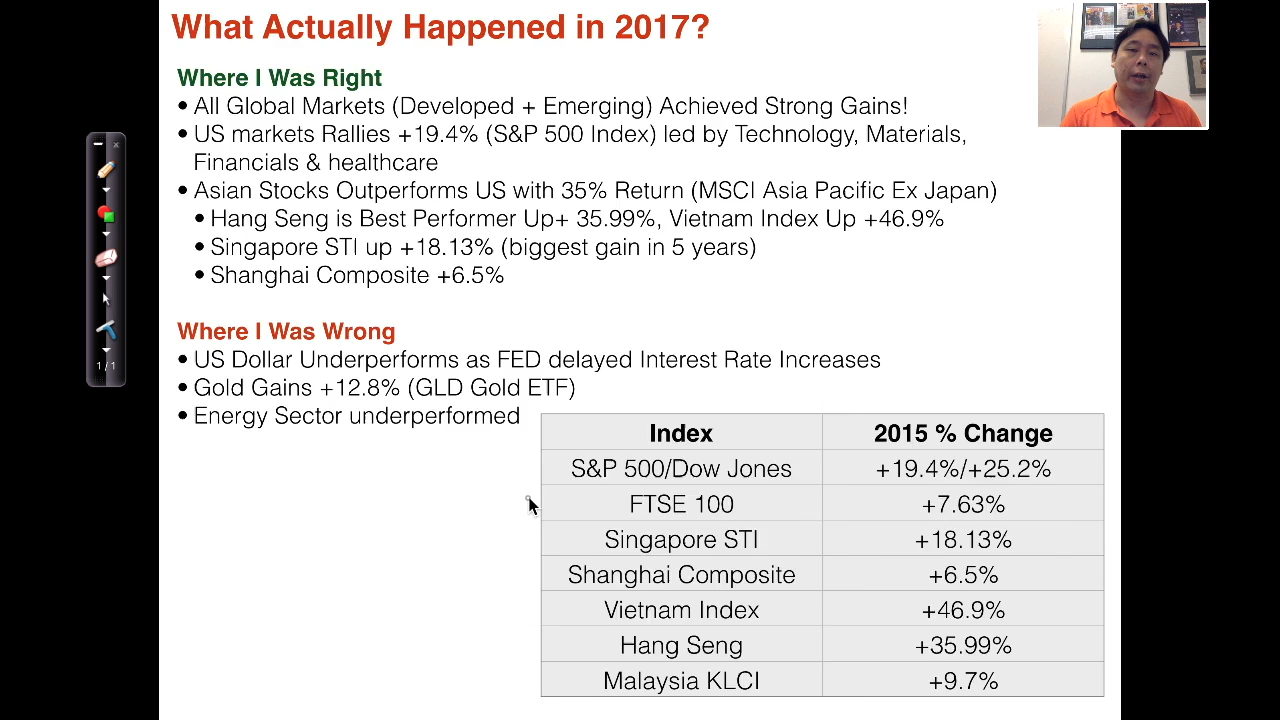 What Actually Happened in 2017?
Where I Was Right
• All Global Markets (Developed + Emerging) Achieved Strong Gains!
• US markets Rallies +19.4% (S&P 500 Index) led by Technology, Materials,
Financials & healthcare
• Asian Stocks Outperforms US with 35% Return (MSCI Asia Pacific Ex Japan)
• Hang Seng is Best Performer Up+ 35.99%, Vietnam Index Up +46.9%
• Singapore STI up +18.13% (biggest gain in 5 years)
• Shanghai Composite +6.5%
Where I Was Wrong
• US Dollar Underperforms as FED delayed Interest Rate Increases
• Gold Gains +12.8% (GLD Gold ETF)
• Energy Sector underperformed
Index 2015 % Change
S&P 500/Dow Jones +19.4%/+25.2%
FTSE 100 +7.63%
Singapore STI +18.13%
Shanghai Composite +6.5%
Vietnam Index +46.9%
Hang Seng +35.99%
Malaysia KLCI +9.7%
1/1